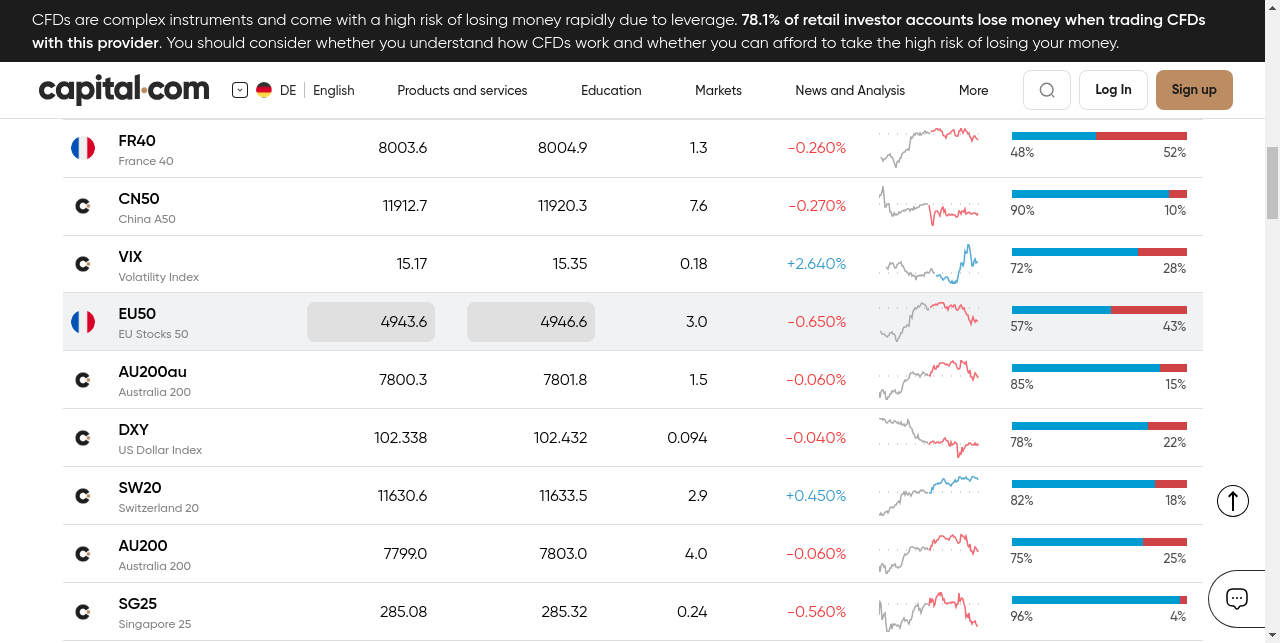 CFDs are complex instruments and come with a high risk of losing money rapidly due to leverage. 78.1% of retail investor accounts lose money when trading CFDs
with this provider. You should consider whether you understand how CFDs work and whether you can afford to take the high risk of losing your money.
capital.com DE English Products and services Education Markets News and Analysis More Log In Sign up
FR40 8003.6 8004.9 1.3 -0.260%
France 40 48% 52%
CN50 11912.7 11920.3 7.6 -0.270%
China A50 90% 10%
VIX 15.17 15.35 0.18 +2.640%
Volatility Index 72% 28%
EU50 4943.6 4946.6 3.0 -0.650%
EU Stocks 50 57% 43%
AU200au 7800.3 7801.8 1.5 -0.060%
Australia 200 85% 15%
DXY 102.338 102.432 0.094 -0.040%
US Dollar Index 78% 22%
SW20 11630.6 11633.5 2.9 +0.450%
Switzerland 20 82% 18%
AU200 7799.0 7803.0 4.0 -0.060%
Australia 200 75% 25%
SG25 285.08 285.32 0.24 -0.560%
Singapore 25 96% 4%